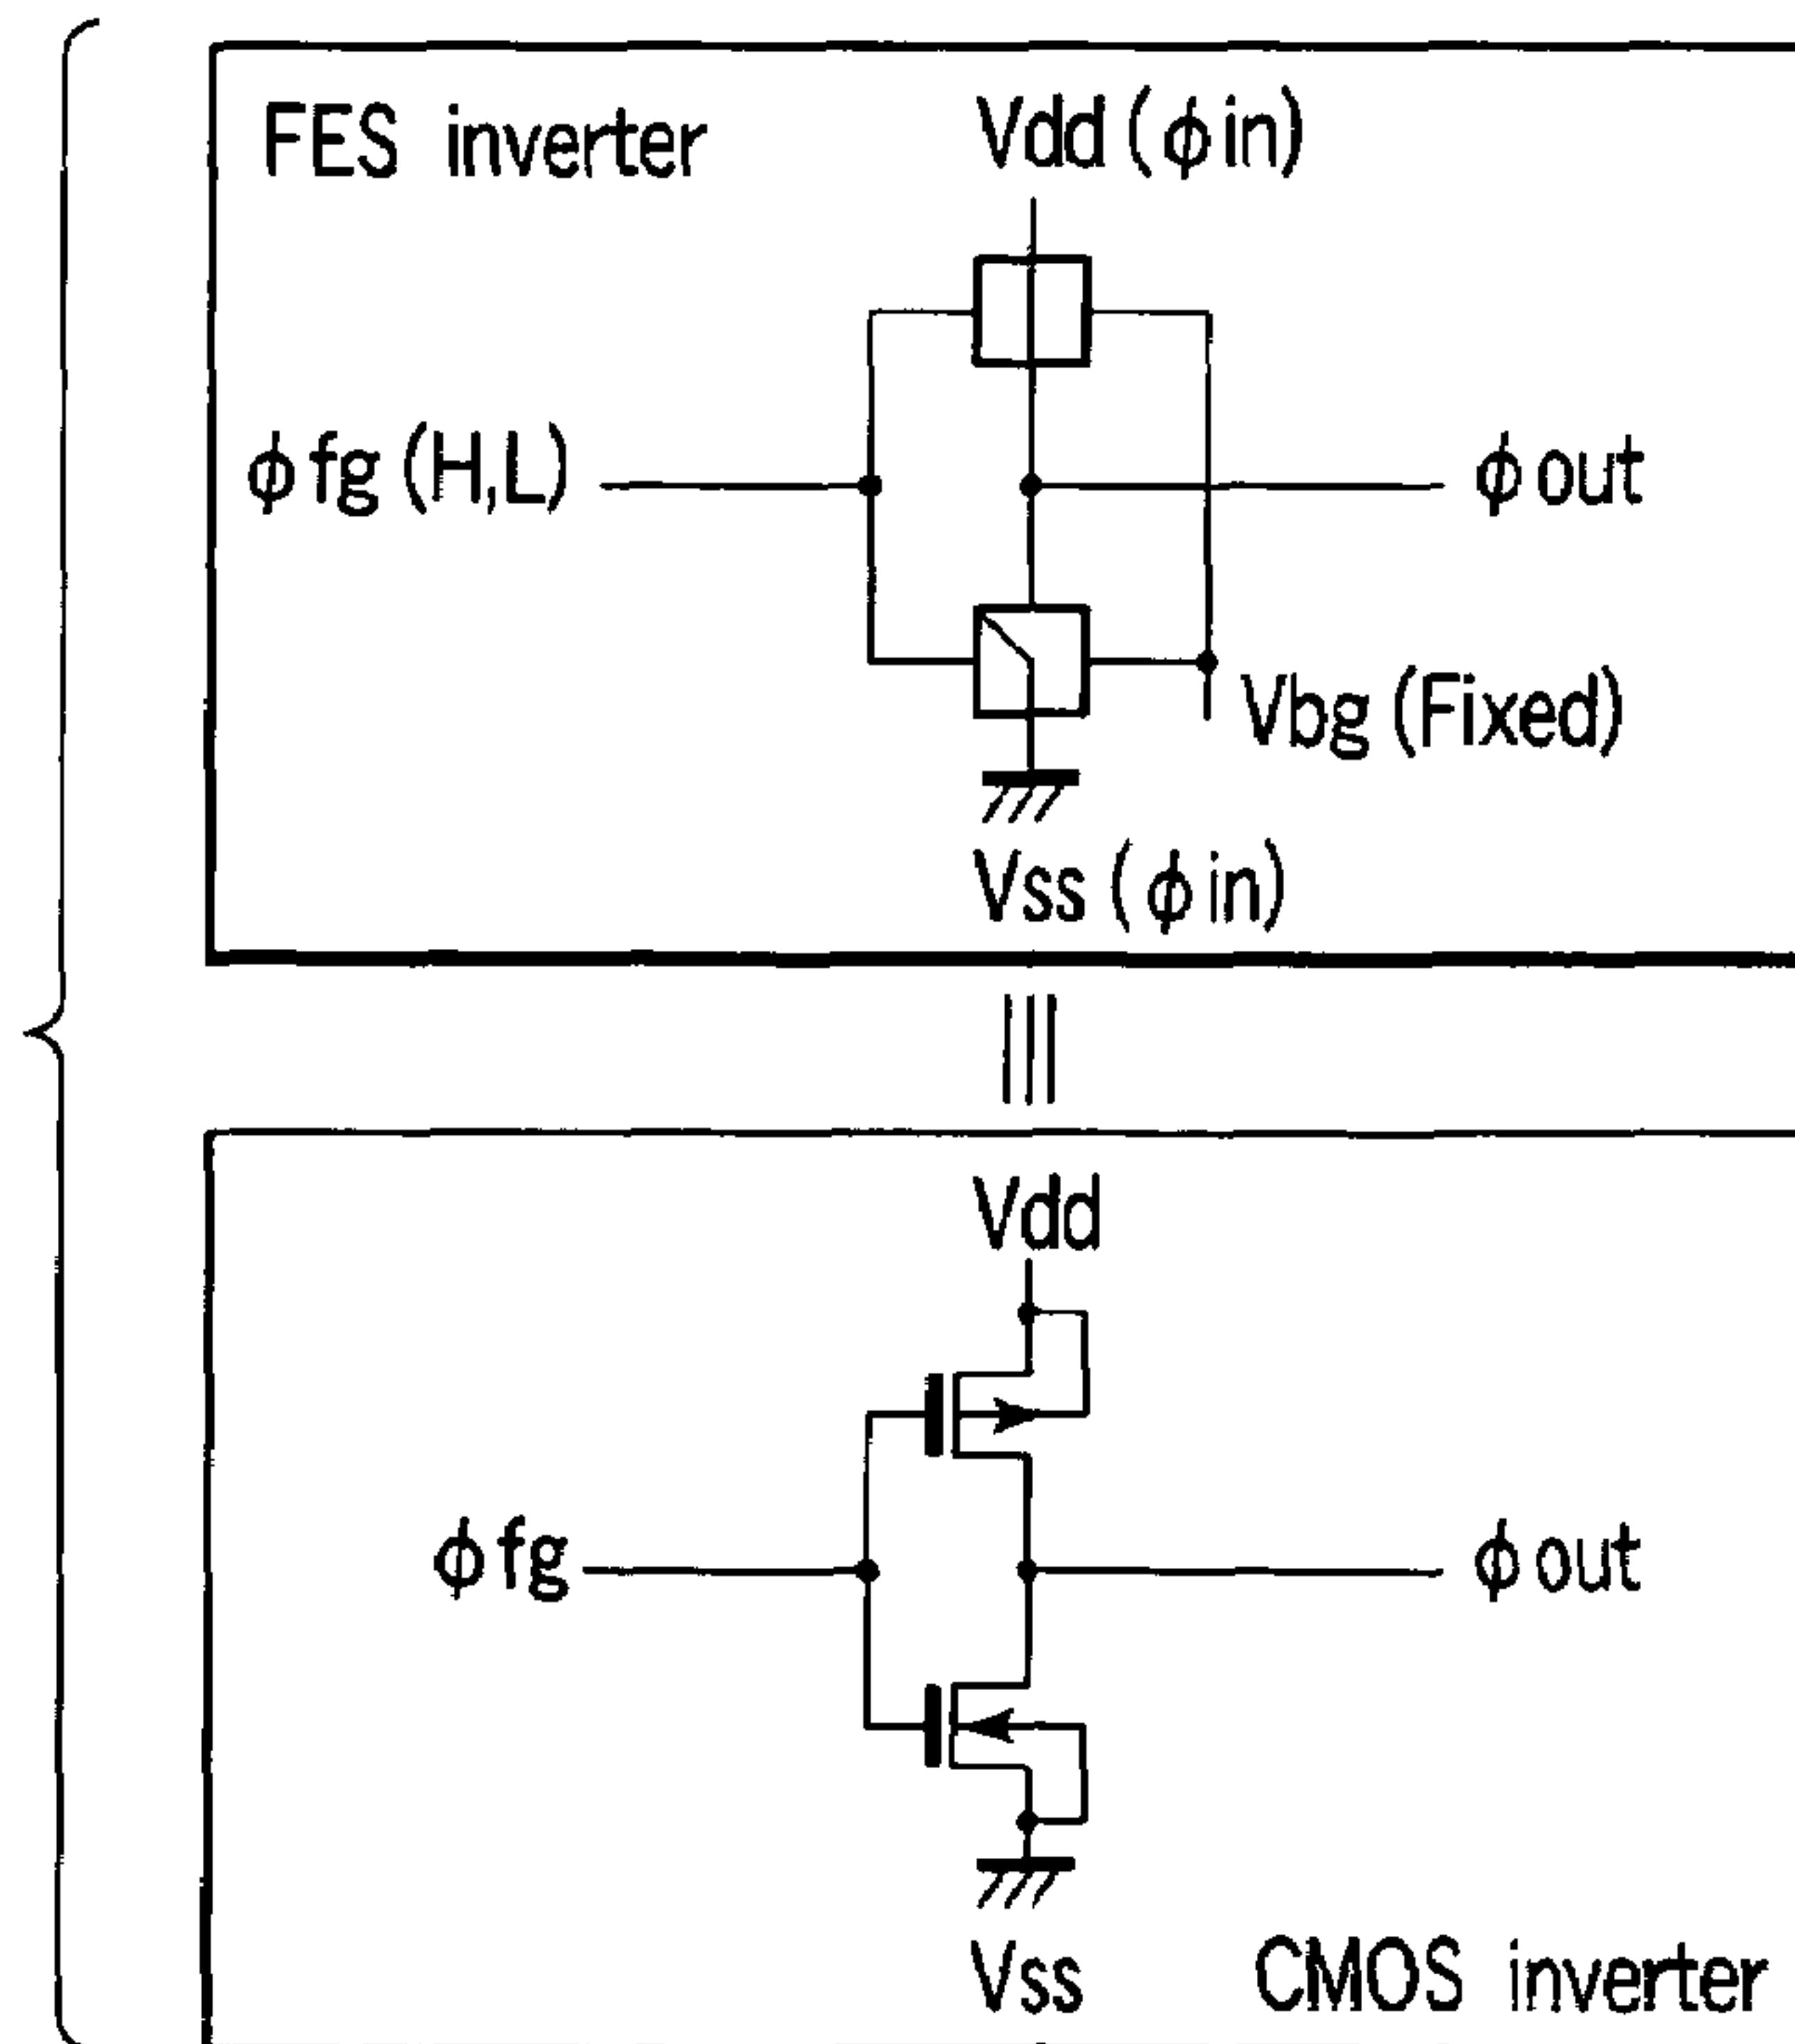 FES inverter
Vdd (ϕin)
ϕfg (H,L)
ϕout
Vbg (Fixed)
Vss (ϕin)
Vdd
ϕfg
ϕout
Vss
CMOS inverter